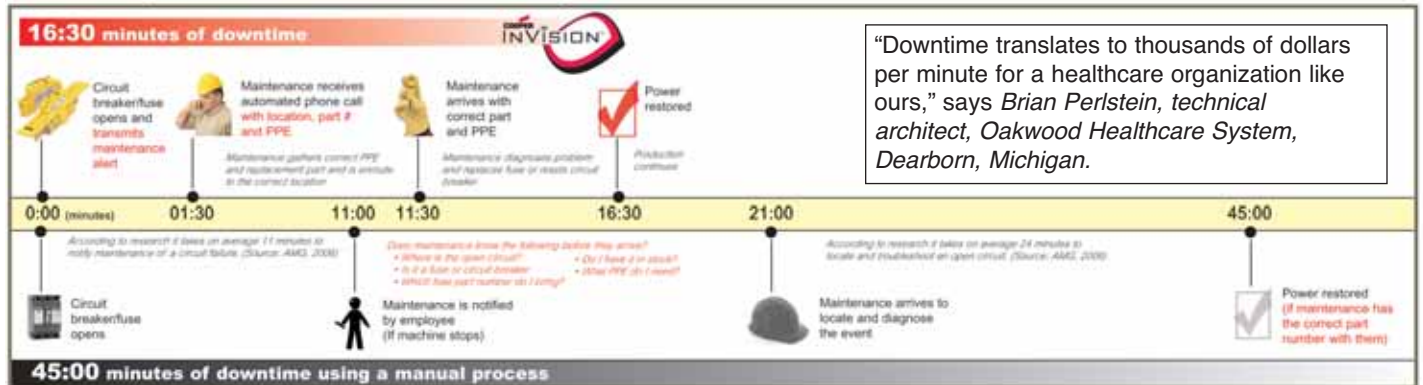 16:30 minutes of downtime
COOPER
INVISION
Circuit
breaker/fuse
opens and
transmits
maintenance
alert
Maintenance receives
automated phone call
with location, part #
and PPE
Maintenance gathers correct PPE
and replacement part and is enroute
to the correct location
Maintenance
arrives with
correct part
and PPE
Maintenance diagnoses problem
and replaces fuse or resets circuit
breaker
Power
restored
Production
continues
“Downtime translates to thousands of dollars
per minute for a healthcare organization like
ours,” says Brian Perlstein, technical
architect, Oakwood Healthcare System,
Dearborn, Michigan.
0:00 (minutes) 01:30 11:00 11:30 16:30 21:00 45:00
According to research it takes on average 11 minutes to
notify maintenance of a circuit failure. (Source: AMG, 2006)
Circuit
breaker/fuse
opens
Does maintenance know the following before they arrive?
• Where is the open circuit?
• Is it a fuse or circuit breaker
• Which fuse part number do I bring?
• Do I have it in stock?
• What PPE do I need?
Maintenance is notified
by employee
(If machine stops)
According to research it takes on average 24 minutes to
locate and troubleshoot an open circuit. (Source: AMG, 2006)
Maintenance arrives to
locate and diagnose
the event
Power restored
(if maintenance has
the correct part
number with them)
45:00 minutes of downtime using a manual process